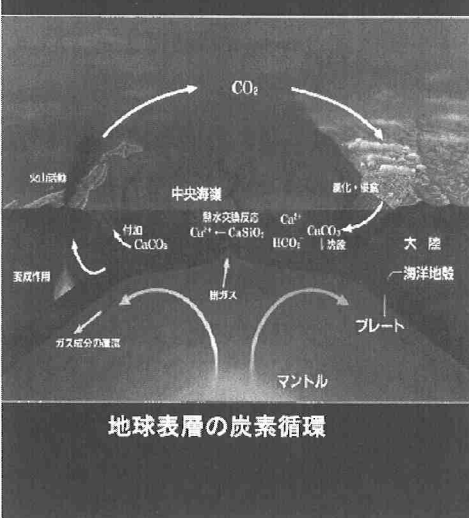 CO₂
火山活動
風化・侵食
中央海嶺
熱水交換反応
Ca²⁺
Ca²⁺ ← CaSiO₃
付加
CaCO₃
CaCO₃
HCO₃⁻
↓沈澱
大陸
変成作用
海洋地殻
脱ガス
プレート
ガス成分の還流
マントル
地球表層の炭素循環